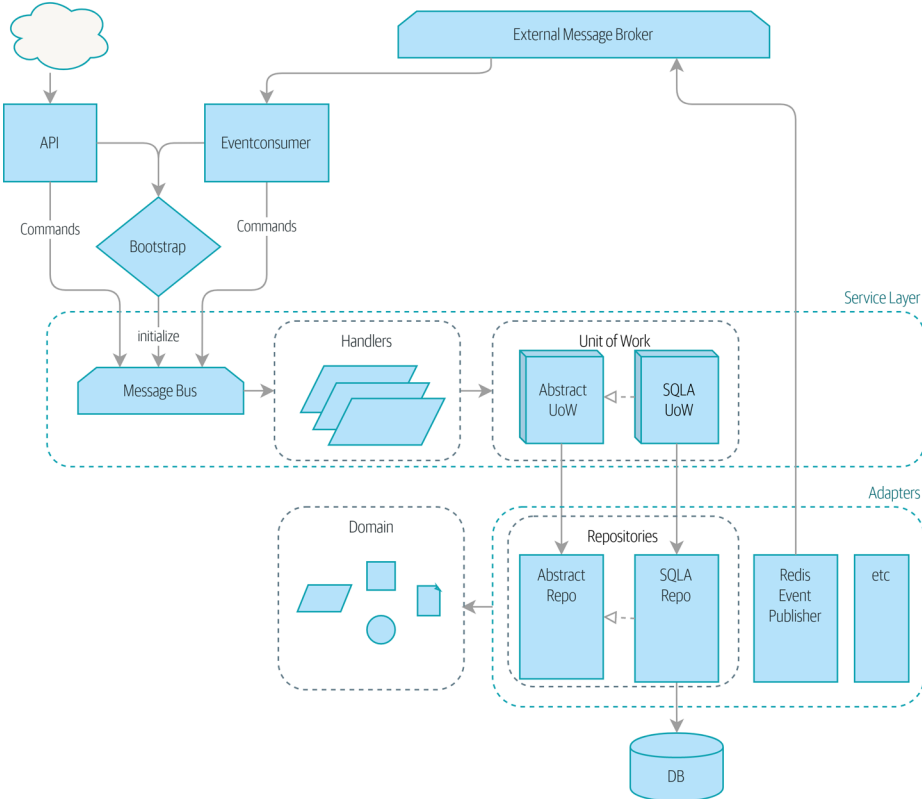 External Message Broker
API
Eventconsumer
Commands
Commands
Bootstrap
Service Layer
initialize
Handlers
Unit of Work
Message Bus
Abstract
UoW
SQLA
UoW
Adapters
Domain
Repositories
Abstract
Repo
SQLA
Repo
Redis
Event
Publisher
etc
DB